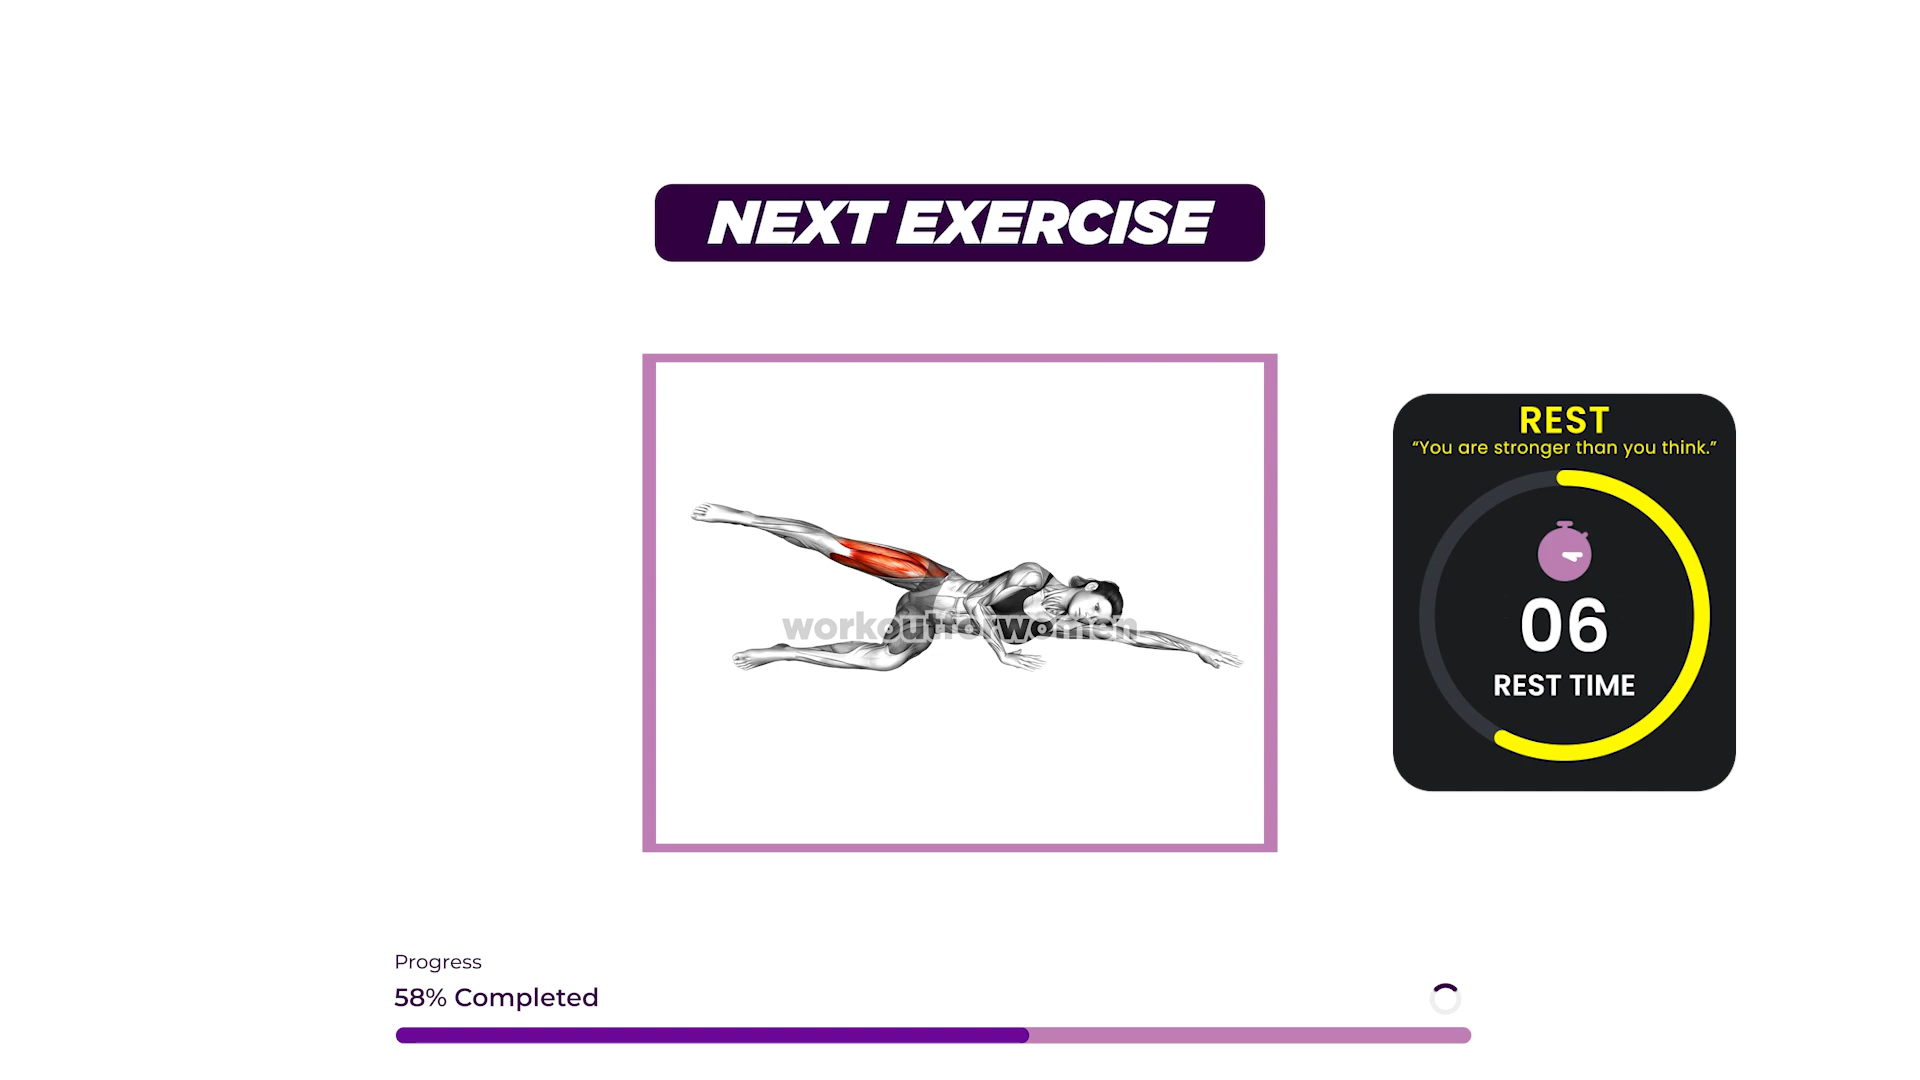 NEXT EXERCISE
REST
“You are stronger than you think.”
06
REST TIME
workoutforwomen
Progress
58% Completed